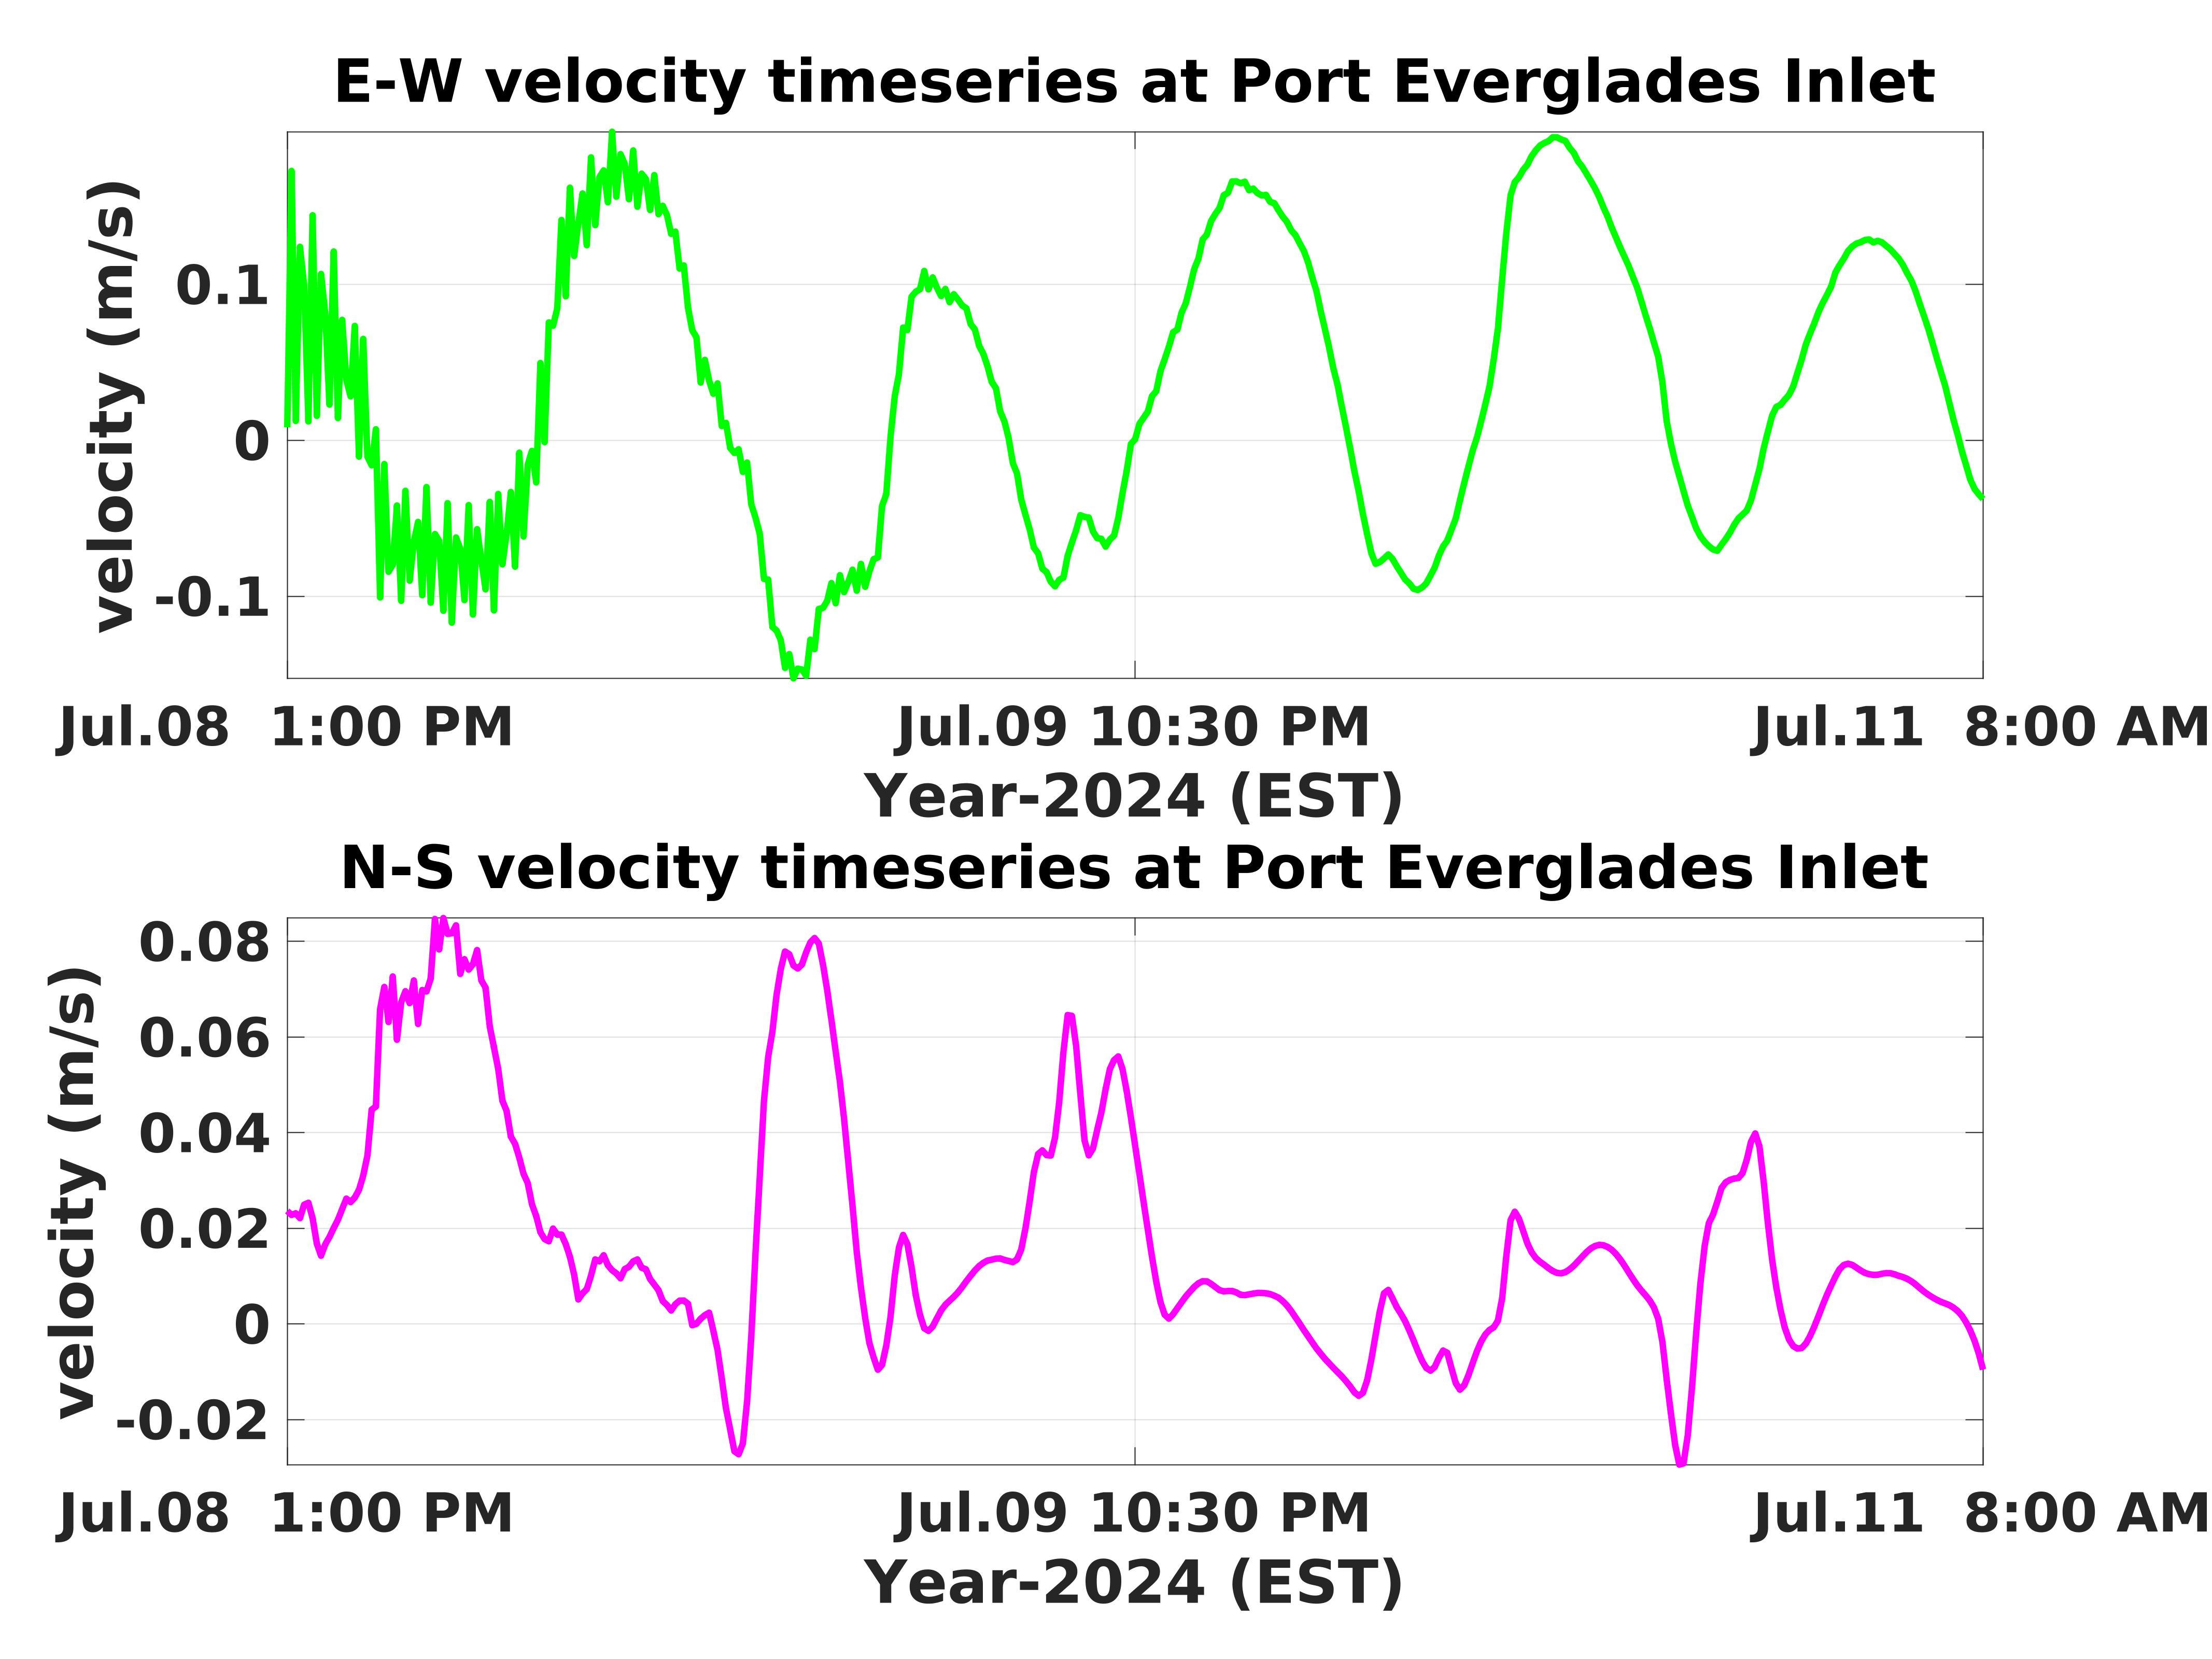 E-W velocity timeseries at Port Everglades Inlet
velocity (m/s)
0.1
0
-0.1
Jul.08  1:00 PM
Jul.09 10:30 PM
Jul.11  8:00 AM
Year-2024 (EST)
N-S velocity timeseries at Port Everglades Inlet
velocity (m/s)
0.08
0.06
0.04
0.02
0
-0.02
Jul.08  1:00 PM
Jul.09 10:30 PM
Jul.11  8:00 AM
Year-2024 (EST)